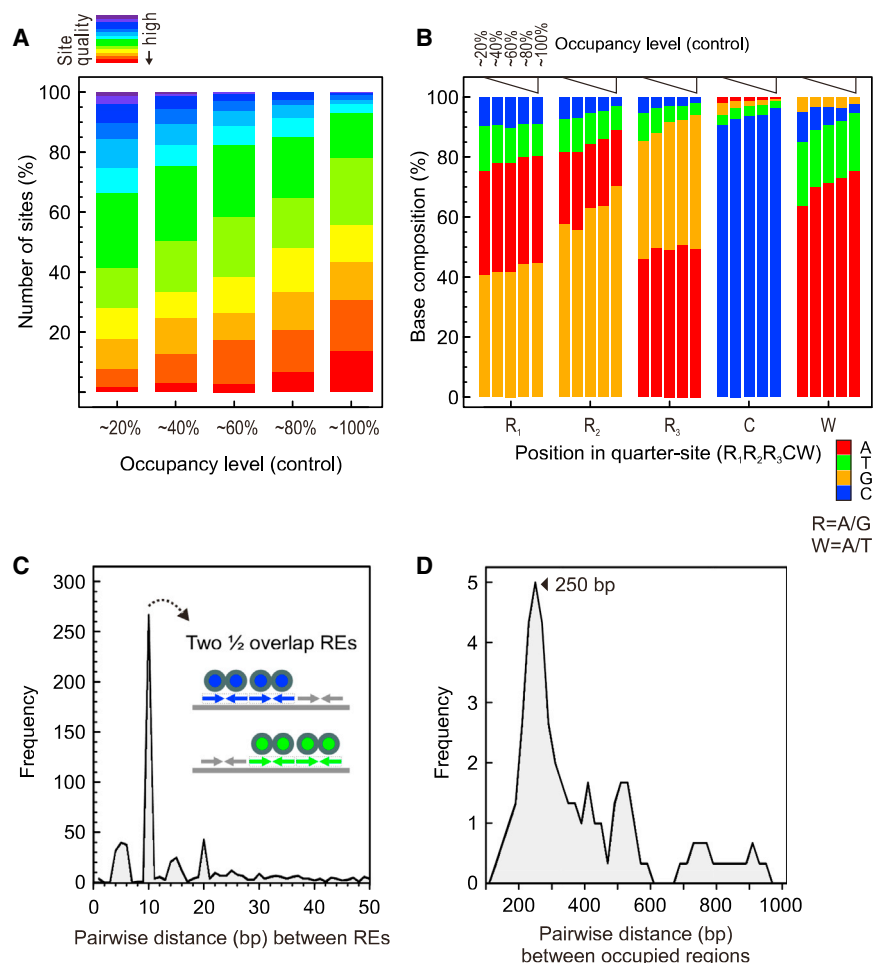 A
Site quality
high
Number of sites (%)
100
80
60
40
20
~20% ~40% ~60% ~80% ~100%
Occupancy level (control)
B
~20% ~40% ~60% ~80% ~100%
Occupancy level (control)
Base composition (%)
100
80
60
40
20
0
R₁ R₂ R₃ C W
Position in quarter-site (R₁R₂R₃CW)
A
T
G
C
R=A/G
W=A/T
C
Frequency
300
250
200
150
100
50
0
Two ½ overlap REs
0 10 20 30 40 50
Pairwise distance (bp) between REs
D
Frequency
5
4
3
2
1
0
250 bp
200 400 600 800 1000
Pairwise distance (bp)
between occupied regions